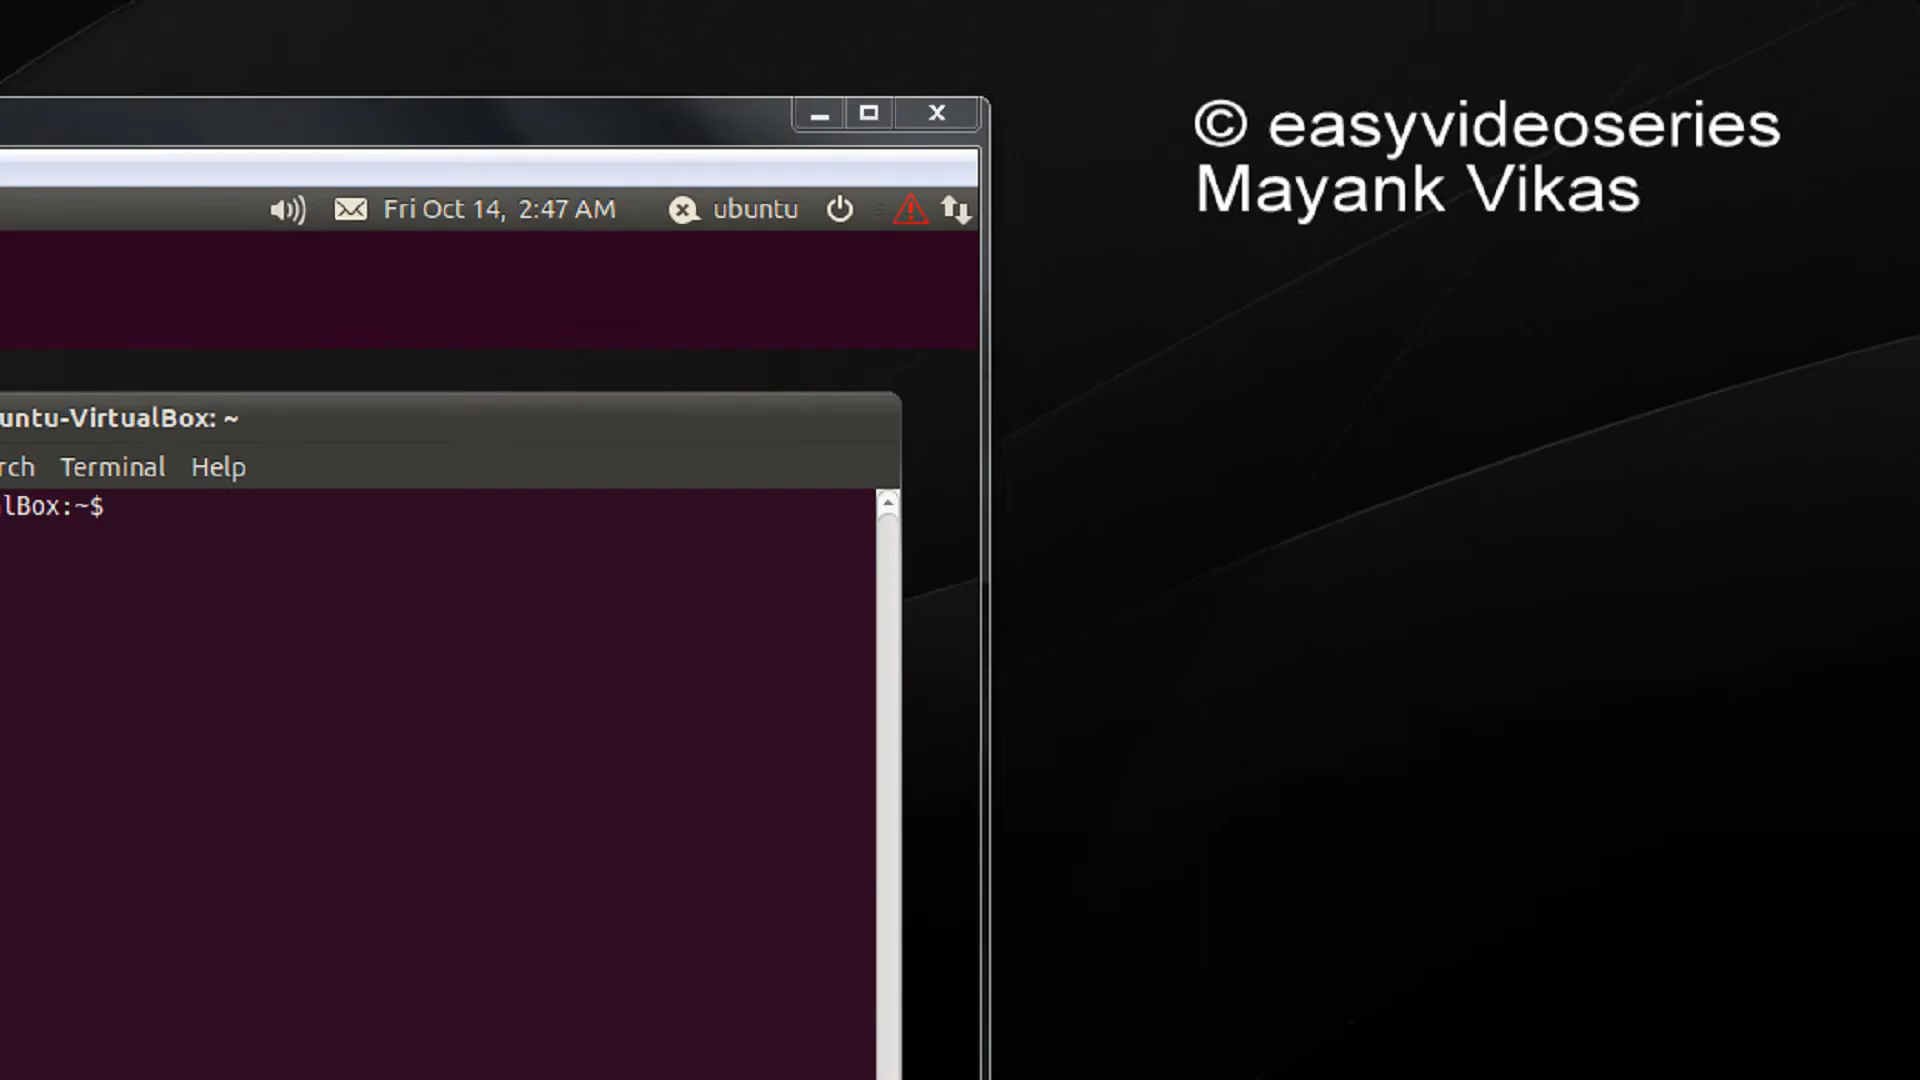 © easyvideoseries
Mayank Vikas
Fri Oct 14, 2:47 AM ubuntu
untu-VirtualBox: ~
rch Terminal Help
lBox:~$